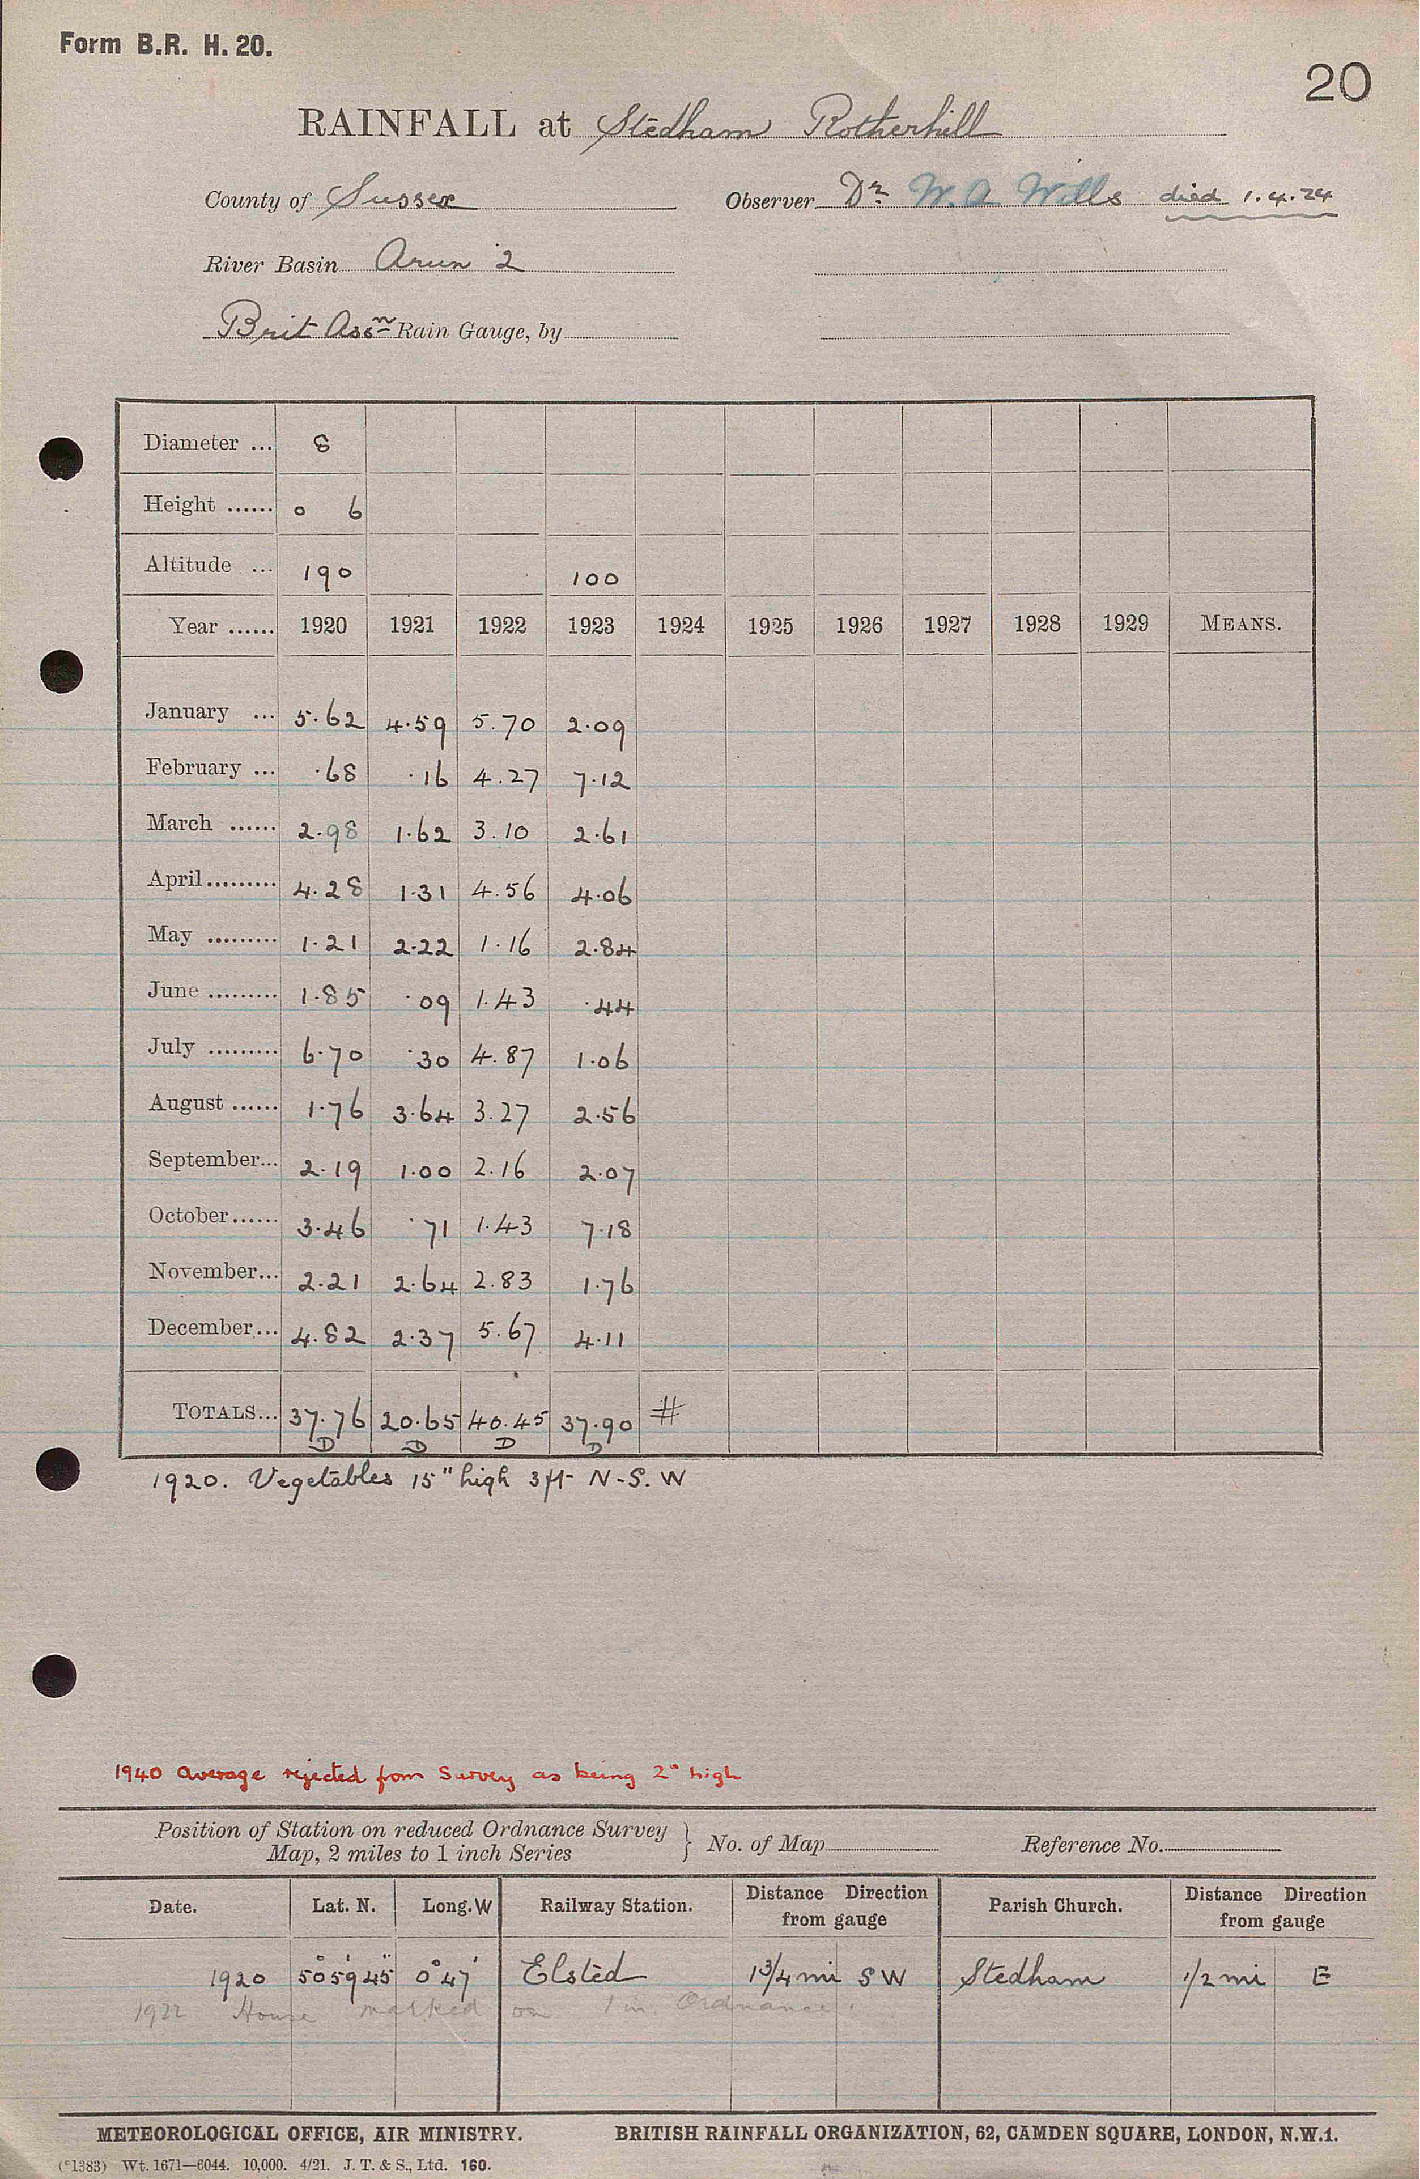 Form B.R. H. 20.
20
RAINFALL at Stedham Rotherhill
County of Sussex Observer Dr W. A. Wills died 1.4.24
River Basin Arun 2
Brit Assn Rain Gauge, by
Diameter ... 8
Height ...... 0 6
Altitude ... 190 100
Year ...... 1920 1921 1922 1923 1924 1925 1926 1927 1928 1929 MEANS.
January ... 5.62 4.59 5.70 2.09
February ... .68 .16 4.27 7.12
March ...... 2.98 1.62 3.10 2.61
April ......... 4.28 1.31 4.56 4.06
May ......... 1.21 2.22 1.16 2.84
June ......... 1.85 .09 1.43 .44
July ......... 6.70 .30 4.87 1.06
August ...... 1.76 3.64 3.27 2.56
September... 2.19 1.00 2.16 2.07
October...... 3.46 .71 1.43 7.18
November... 2.21 2.64 2.83 1.76
December... 4.82 2.37 5.67 4.11
TOTALS... 37.76 20.65 40.45 37.90 #
D D D D
1920. Vegetables 15" high 3ft N-S. W
1940 Average rejected from Survey as being 2" high
Position of Station on reduced Ordnance Survey } No. of Map Reference No.
Map, 2 miles to 1 inch Series
Date. Lat. N. Long. W Railway Station. Distance Direction from gauge Parish Church. Distance Direction from gauge
1920 50° 59' 45" 0° 47' Elsted 1 3/4 mi SW Stedham 1/2 mi E
1922 House marked on 1 in. Ordnance.
METEOROLOGICAL OFFICE, AIR MINISTRY. BRITISH RAINFALL ORGANIZATION, 62, CAMDEN SQUARE, LONDON, N.W.1.
(*1383) Wt. 1671—6044. 10,000. 4/21. J. T. & S., Ltd. 160.